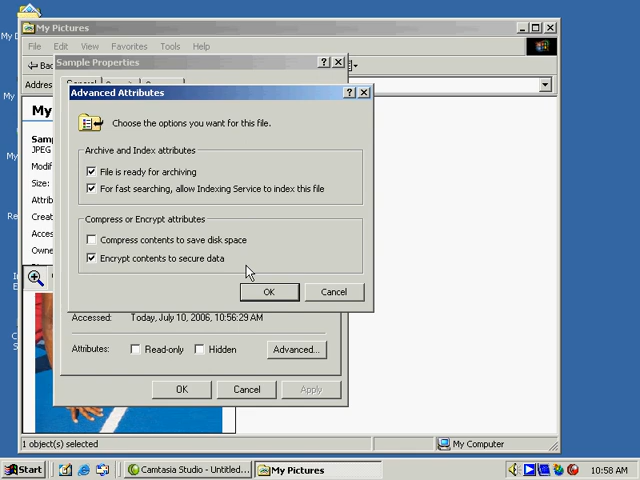 My Pictures
File Edit View Favorites Tools Help
Sample Properties
Advanced Attributes
Choose the options you want for this file.
Archive and Index attributes
File is ready for archiving
For fast searching, allow Indexing Service to index this file
Compress or Encrypt attributes
Compress contents to save disk space
Encrypt contents to secure data
OK Cancel
Accessed: Today, July 10, 2006, 10:56:29 AM
Attributes: Read-only Hidden Advanced...
OK Cancel Apply
JPEG
Size:
1 object(s) selected
My Computer
Start
Camtasia Studio - Untitled...
My Pictures
10:58 AM